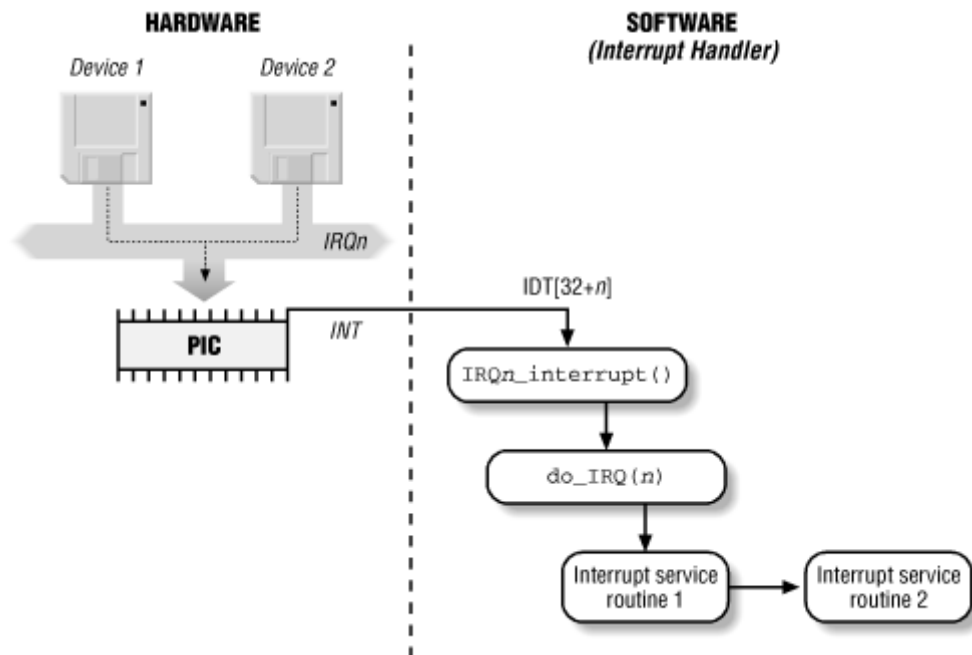 HARDWARE
SOFTWARE
(Interrupt Handler)
Device 1
Device 2
IRQn
IDT[32+n]
INT
PIC
IRQn_interrupt()
do_IRQ(n)
Interrupt service
routine 1
Interrupt service
routine 2